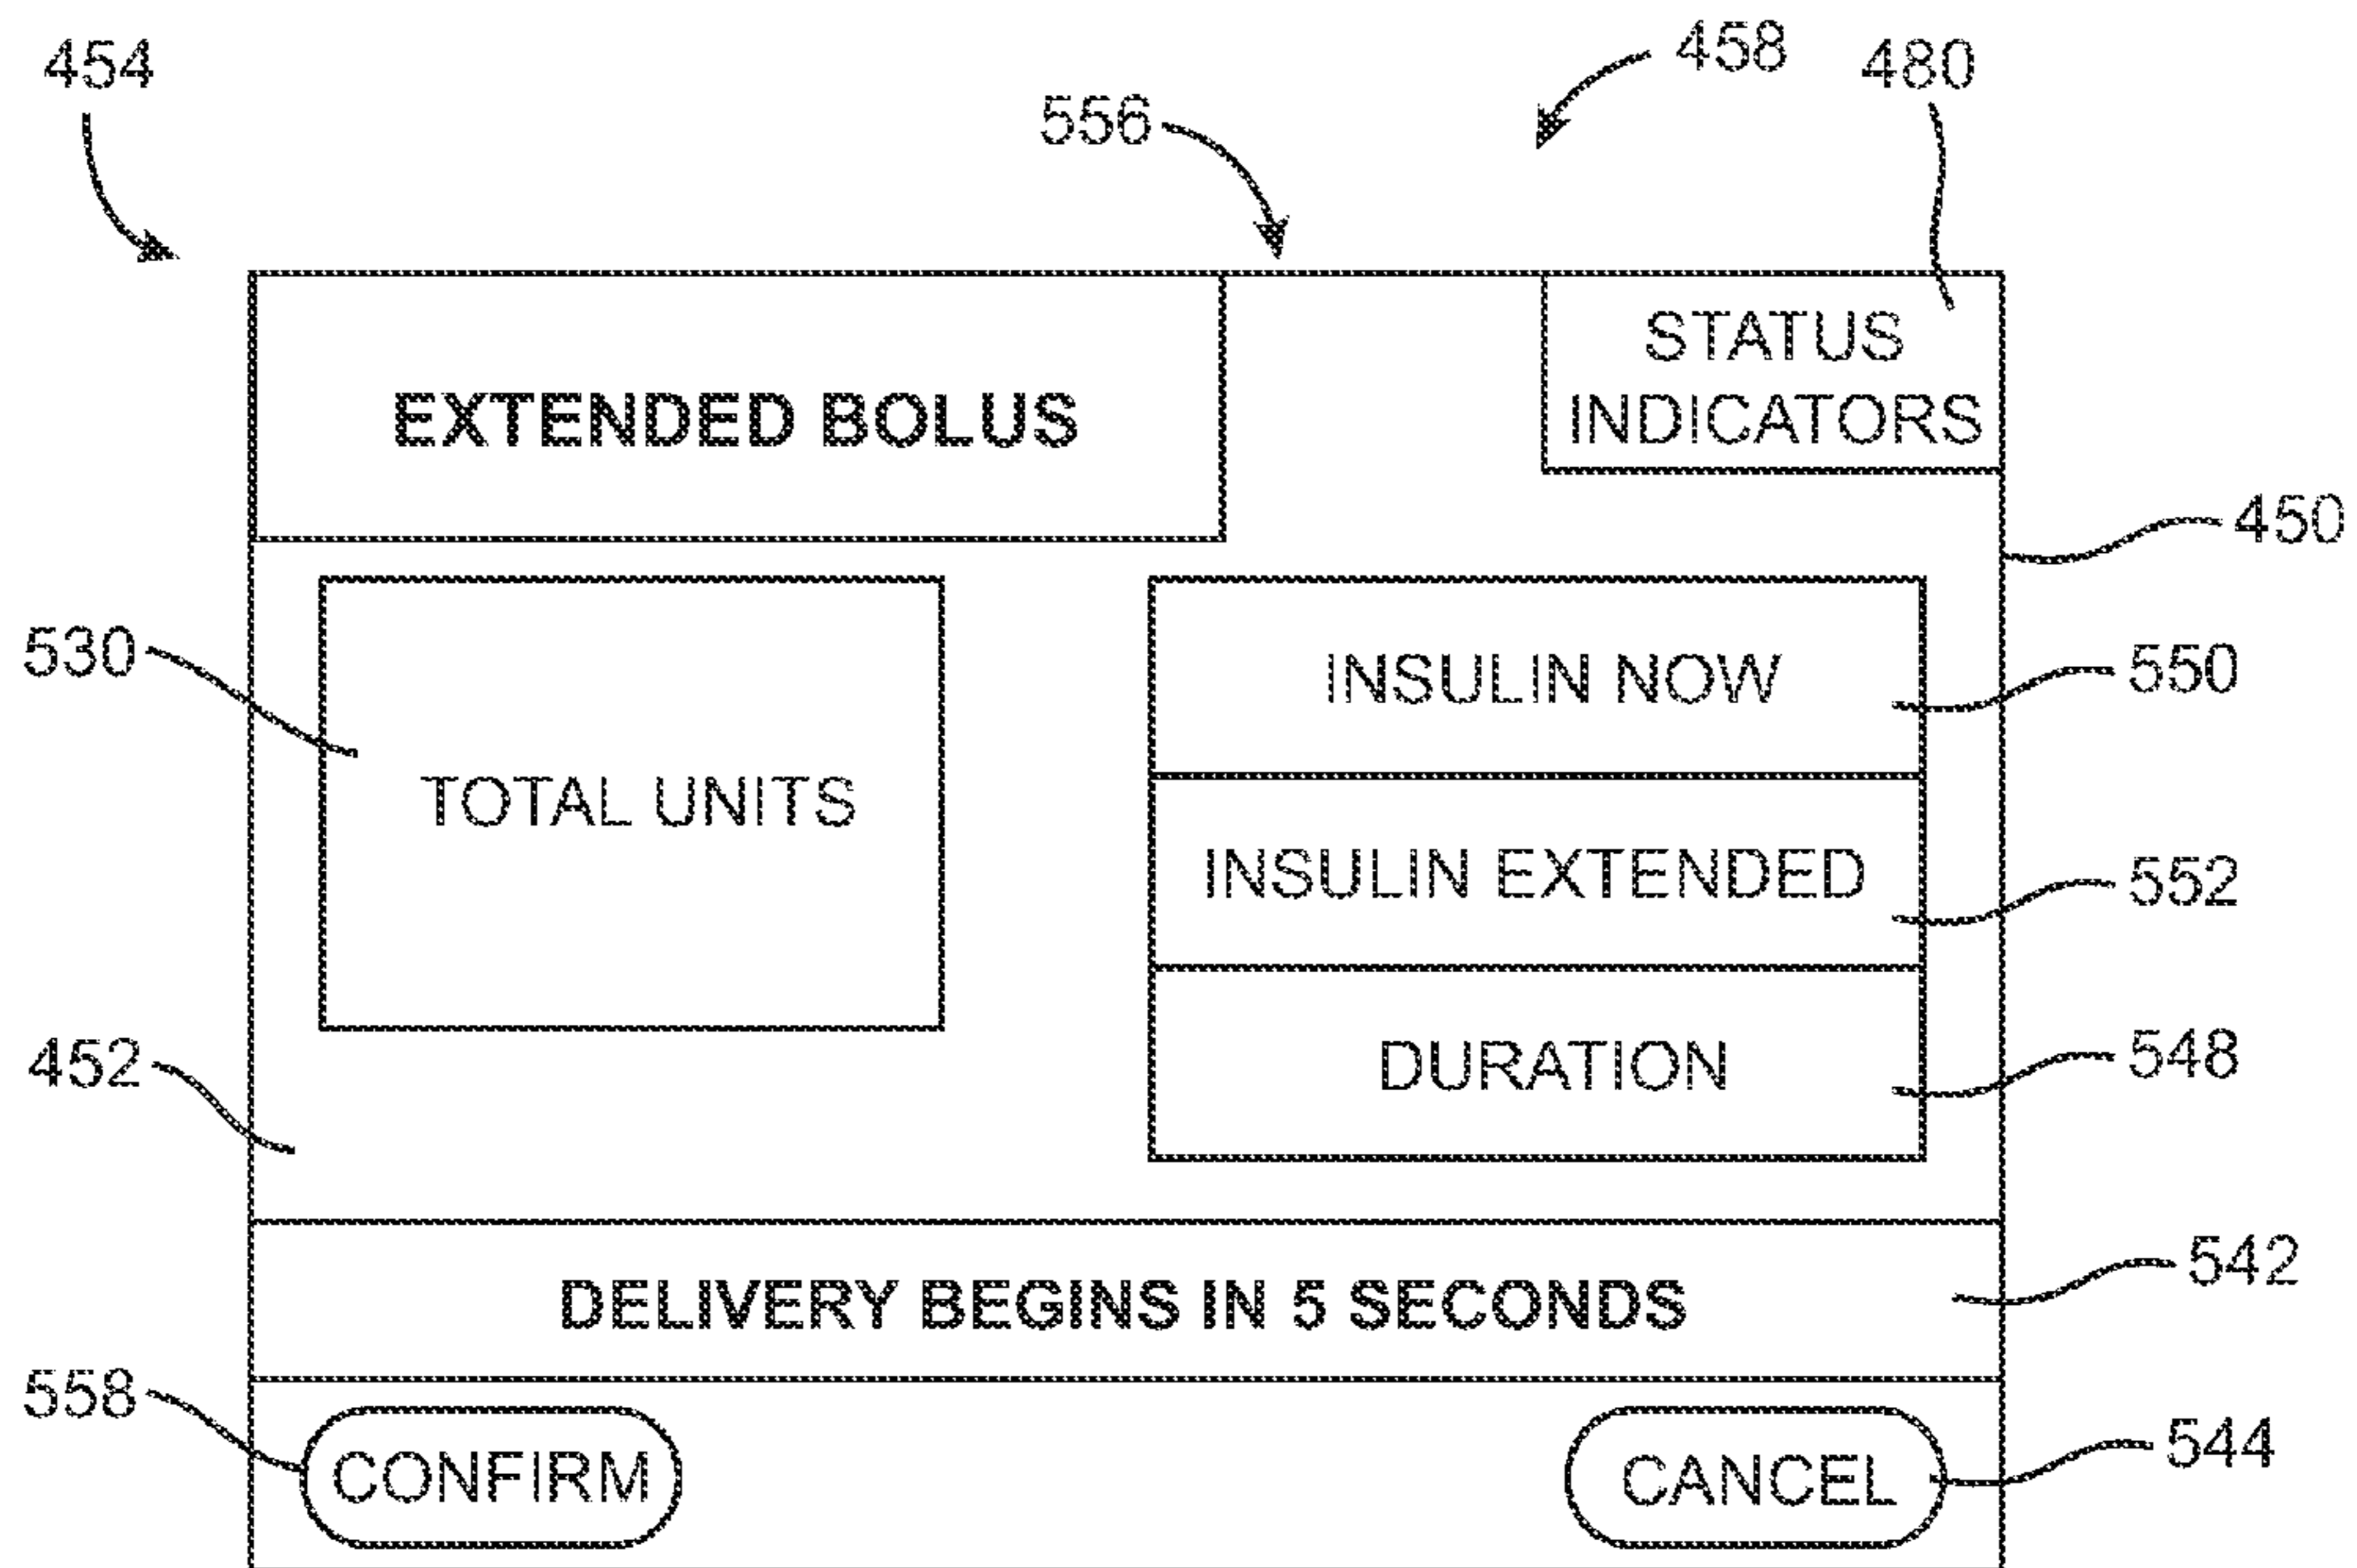 454
556
458
480
EXTENDED BOLUS
STATUS
INDICATORS
450
530
TOTAL UNITS
INSULIN NOW
550
INSULIN EXTENDED
552
452
DURATION
548
DELIVERY BEGINS IN 5 SECONDS
542
558
CONFIRM
CANCEL
544